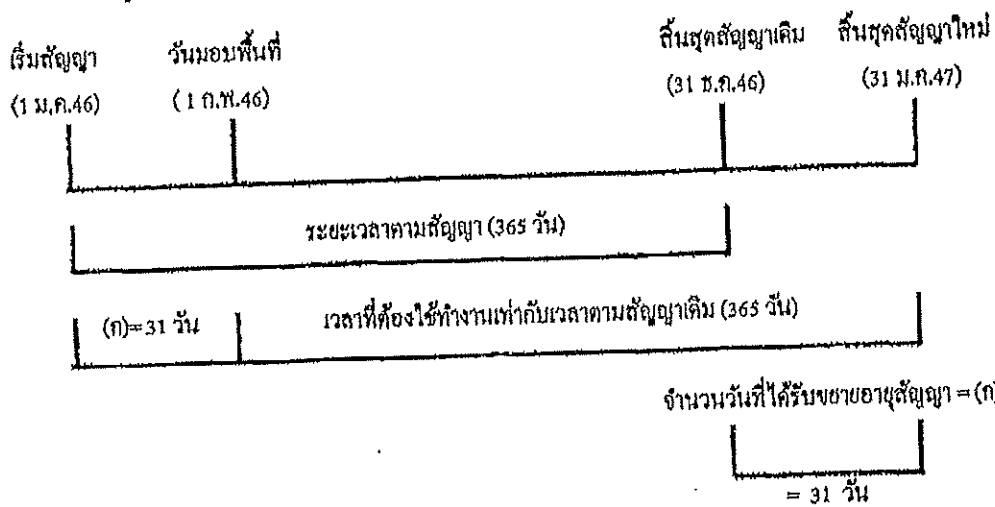 เริ่มสัญญา วันมอบพื้นที่ สิ้นสุดสัญญาเดิม สิ้นสุดสัญญาใหม่
(1 ม.ค.46) (1 ก.พ.46) (31 ธ.ค.46) (31 ม.ค.47)
ระยะเวลาตามสัญญา (365 วัน)
(ก)=31 วัน เวลาที่ต้องใช้ทำงานเท่ากับเวลาตามสัญญาเดิม (365 วัน)
จำนวนวันที่ได้รับขยายอายุสัญญา = (ก)
= 31 วัน